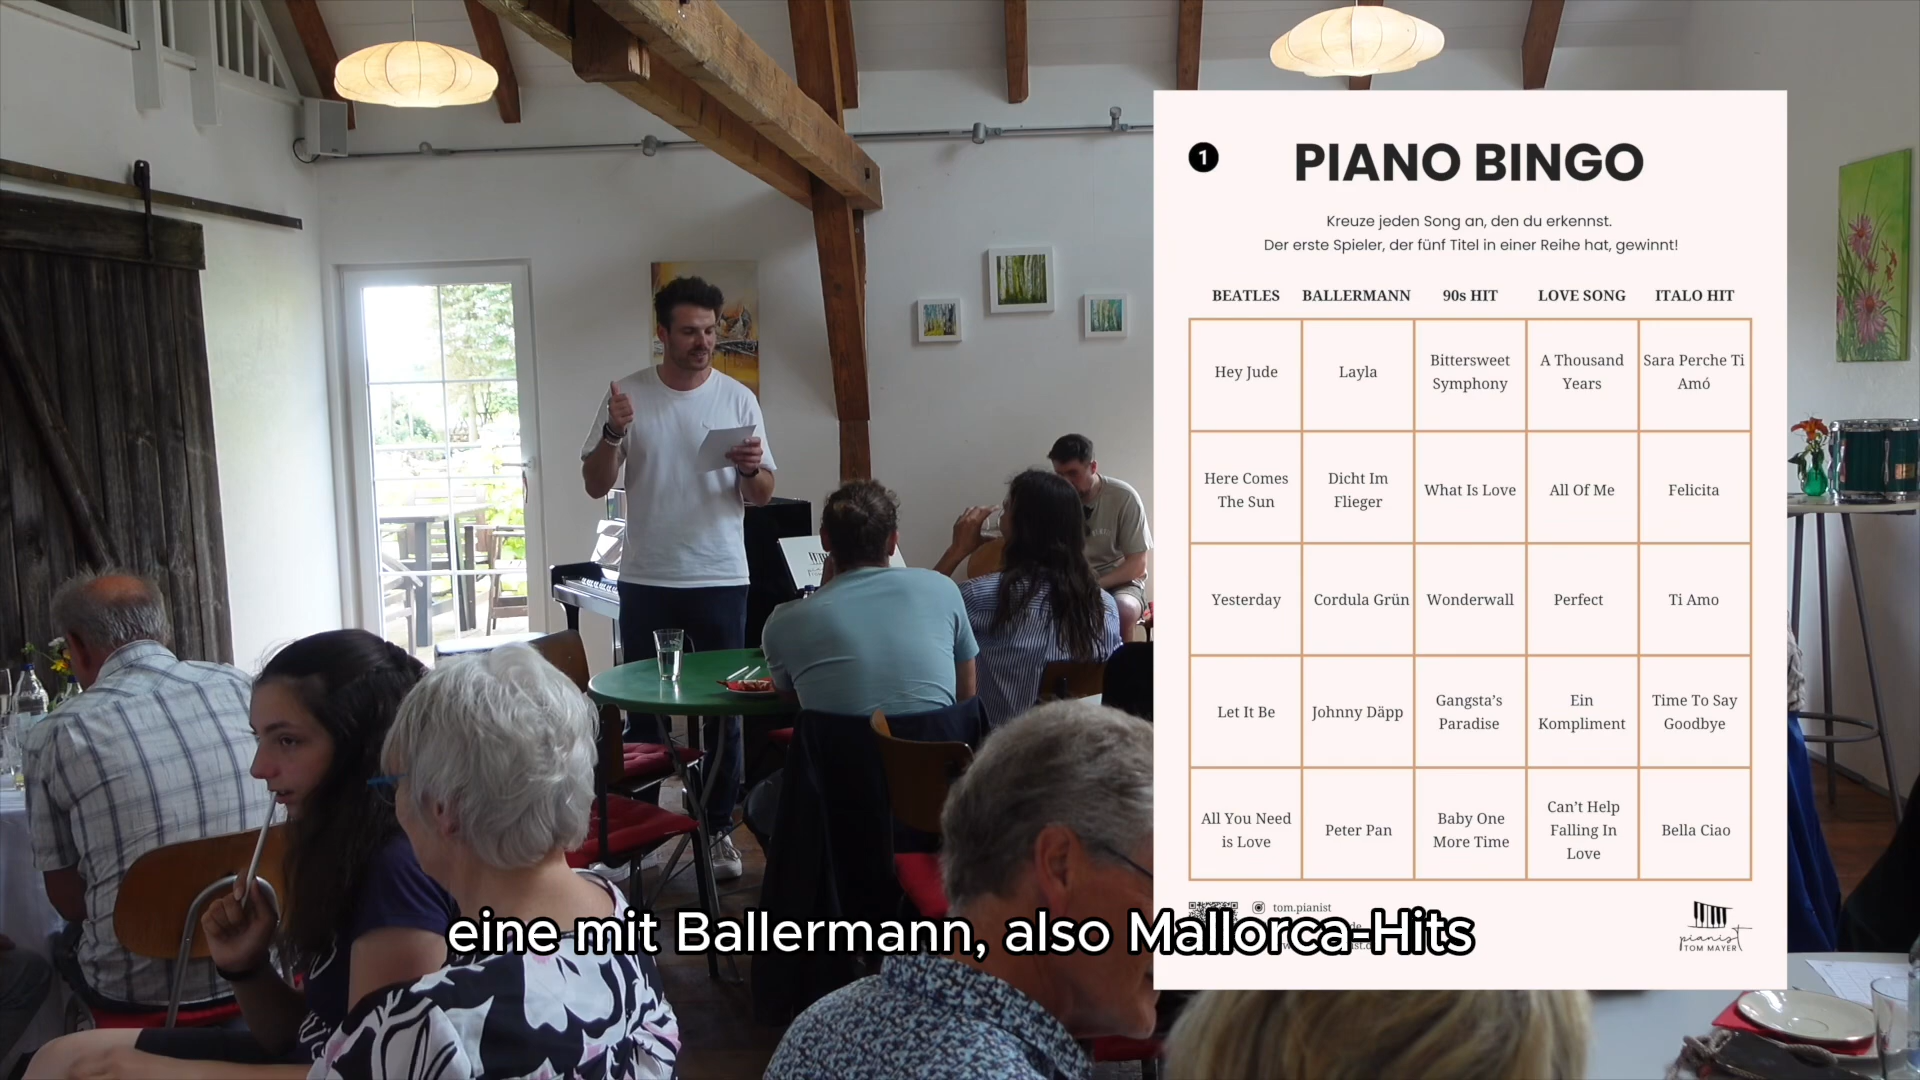 1
PIANO BINGO
Kreuze jeden Song an, den du erkennst.
Der erste Spieler, der fünf Titel in einer Reihe hat, gewinnt!
BEATLES BALLERMANN 90s HIT LOVE SONG ITALO HIT
Hey Jude
Layla
Bittersweet
Symphony
A Thousand
Years
Sara Perche Ti
Amó
Here Comes
The Sun
Dicht Im
Flieger
What Is Love
All Of Me
Felicita
Yesterday
Cordula Grün
Wonderwall
Perfect
Ti Amo
Let It Be
Johnny Däpp
Gangsta's
Paradise
Ein
Kompliment
Time To Say
Goodbye
All You Need
is Love
Peter Pan
Baby One
More Time
Can't Help
Falling In
Love
Bella Ciao
tom.pianist
pianist
TOM MAYER
eine mit Ballermann, also Mallorca-Hits